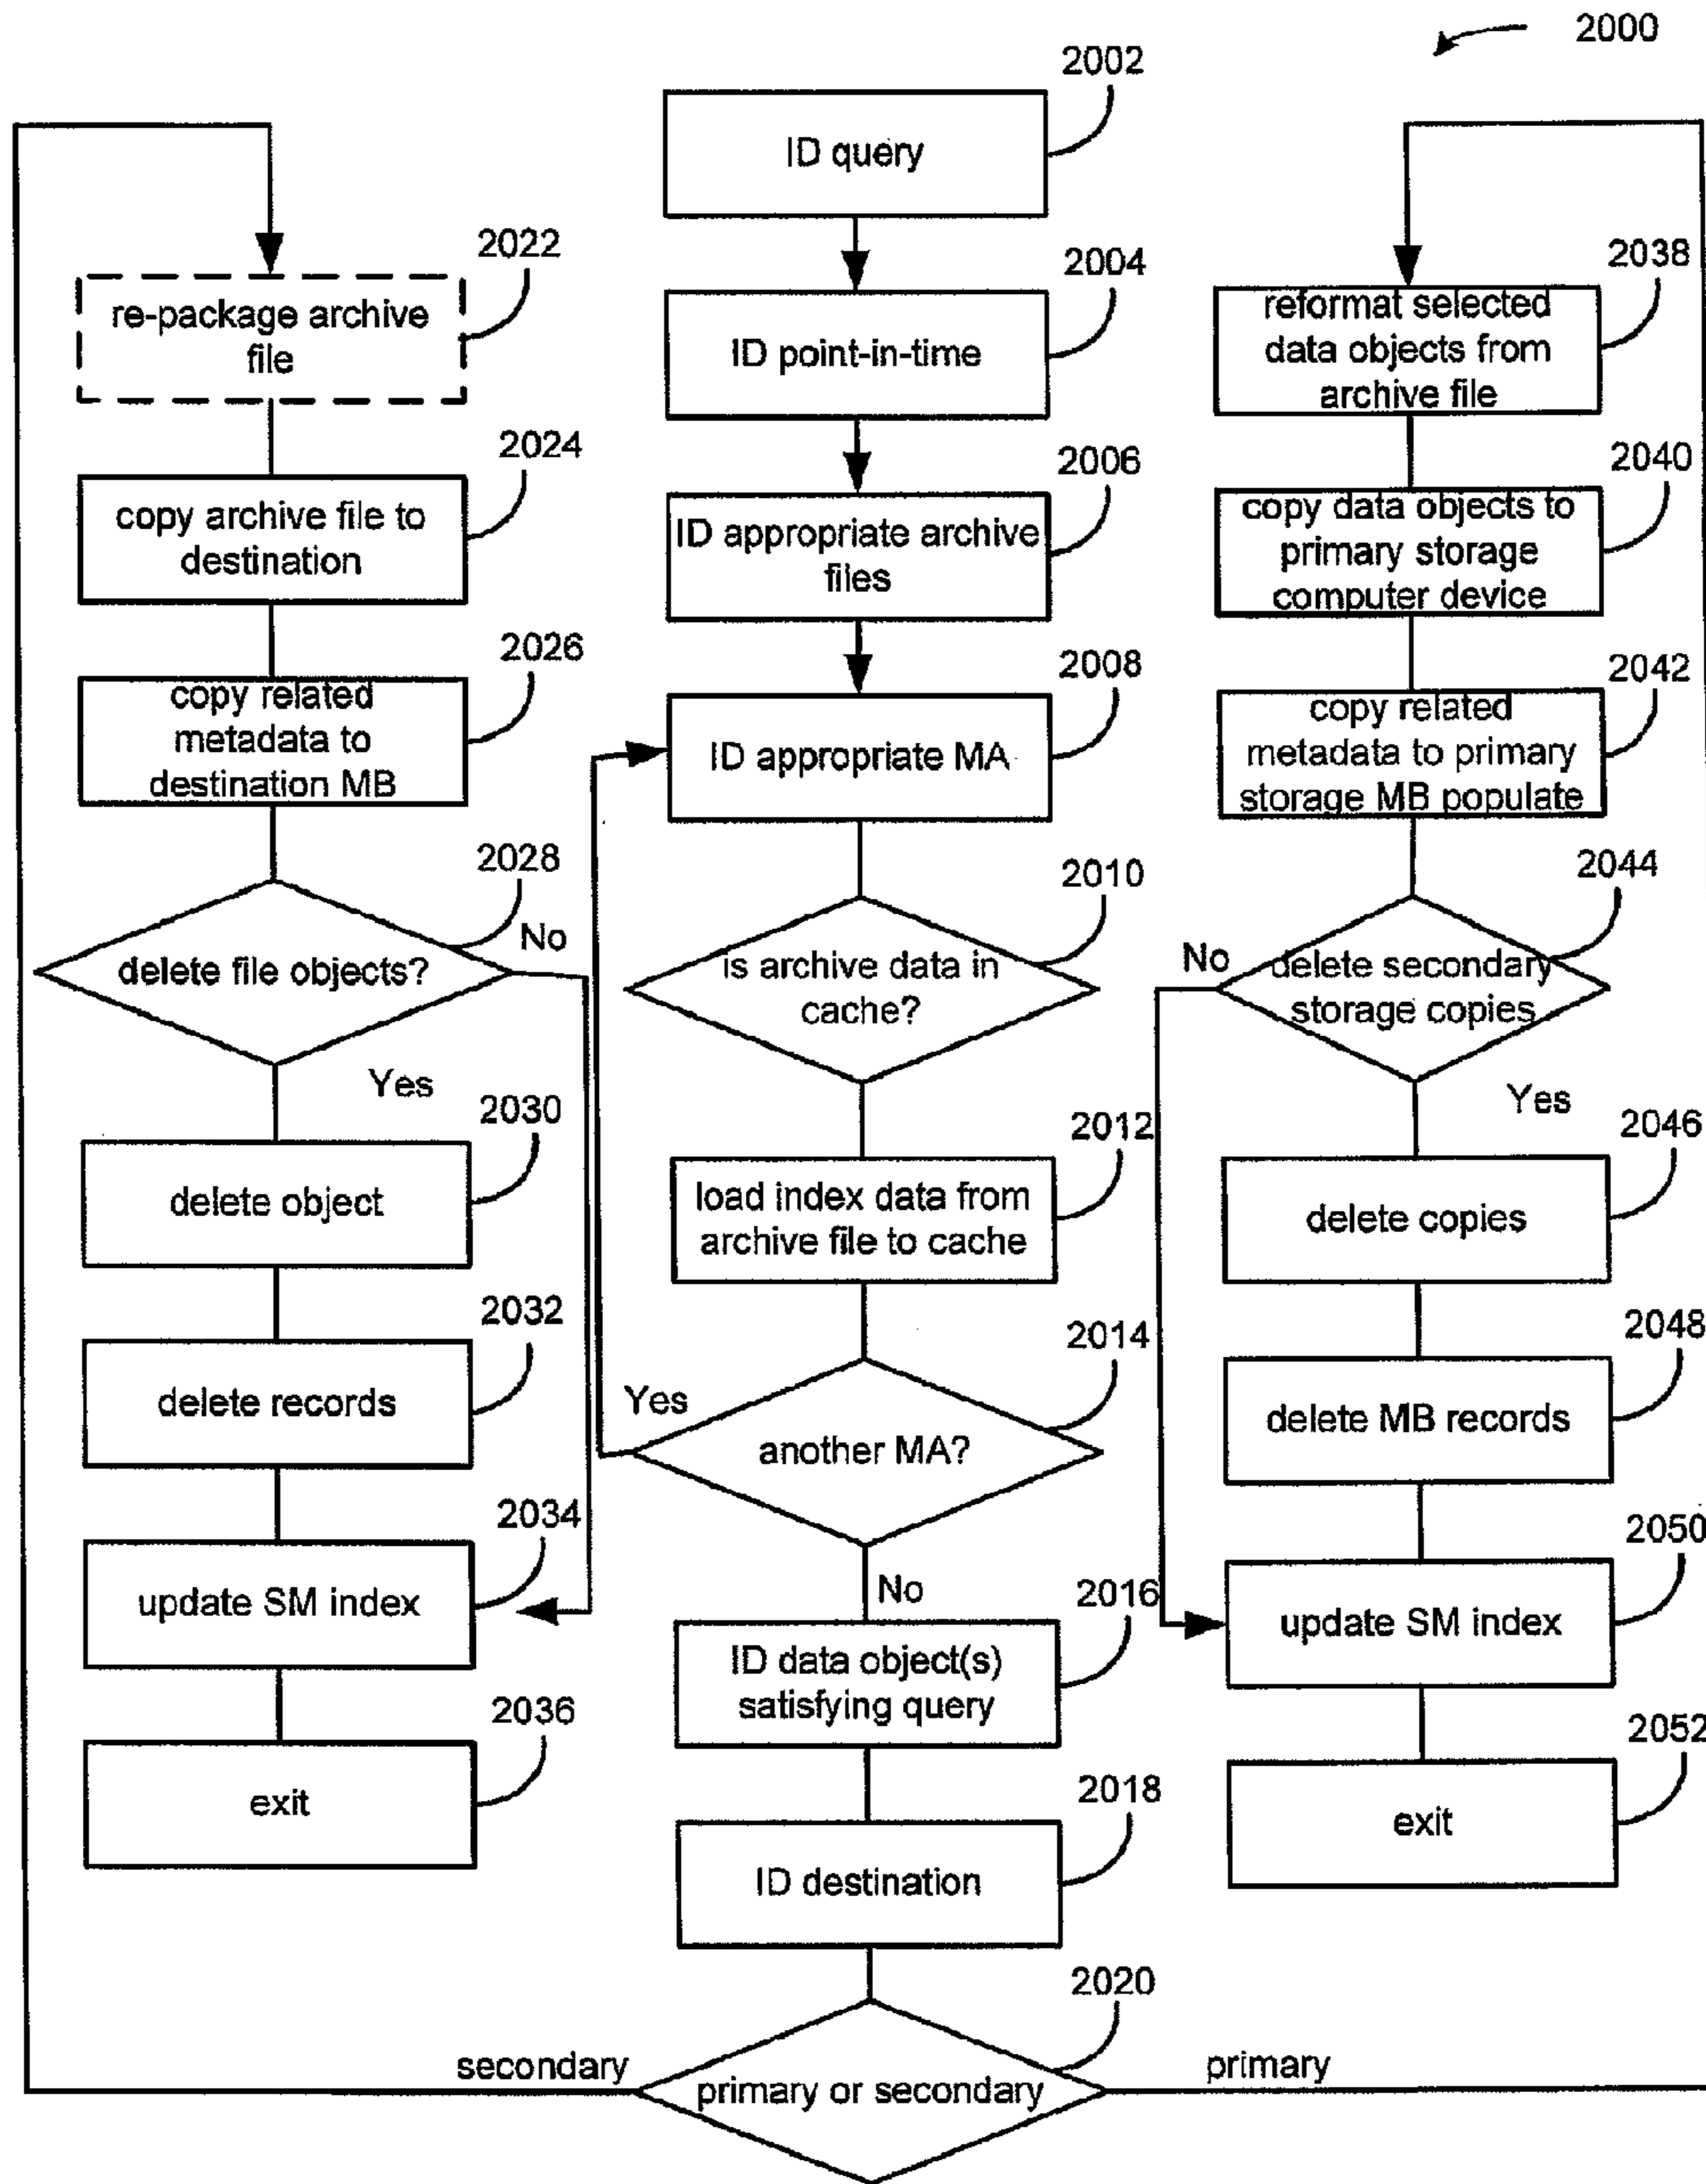 2000
2002
ID query
2004
ID point-in-time
2006
ID appropriate archive
files
2008
ID appropriate MA
2010
is archive data in
cache?
2012
load index data from
archive file to cache
2014
another MA?
Yes
No
2016
ID data object(s)
satisfying query
2018
ID destination
2020
primary or secondary
secondary
primary
2022
re-package archive
file
2024
copy archive file to
destination
2026
copy related
metadata to
destination MB
2028
delete file objects?
No
Yes
2030
delete object
2032
delete records
2034
update SM index
2036
exit
2038
reformat selected
data objects from
archive file
2040
copy data objects to
primary storage
computer device
2042
copy related
metadata to primary
storage MB populate
2044
delete secondary
storage copies
No
Yes
2046
delete copies
2048
delete MB records
2050
update SM index
2052
exit